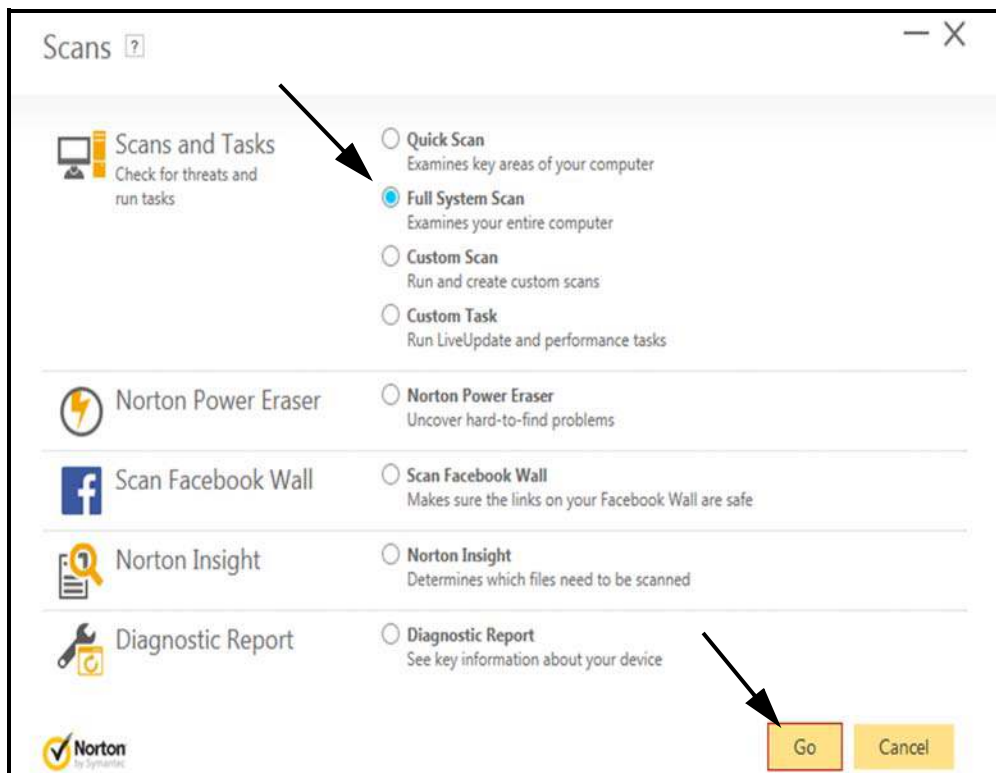 Scans ?
Scans and Tasks
Check for threats and
run tasks
Quick Scan
Examines key areas of your computer
Full System Scan
Examines your entire computer
Custom Scan
Run and create custom scans
Custom Task
Run LiveUpdate and performance tasks
Norton Power Eraser
Norton Power Eraser
Uncover hard-to-find problems
Scan Facebook Wall
Scan Facebook Wall
Makes sure the links on your Facebook Wall are safe
Norton Insight
Norton Insight
Determines which files need to be scanned
Diagnostic Report
Diagnostic Report
See key information about your device
Norton
by Symantec
Go
Cancel